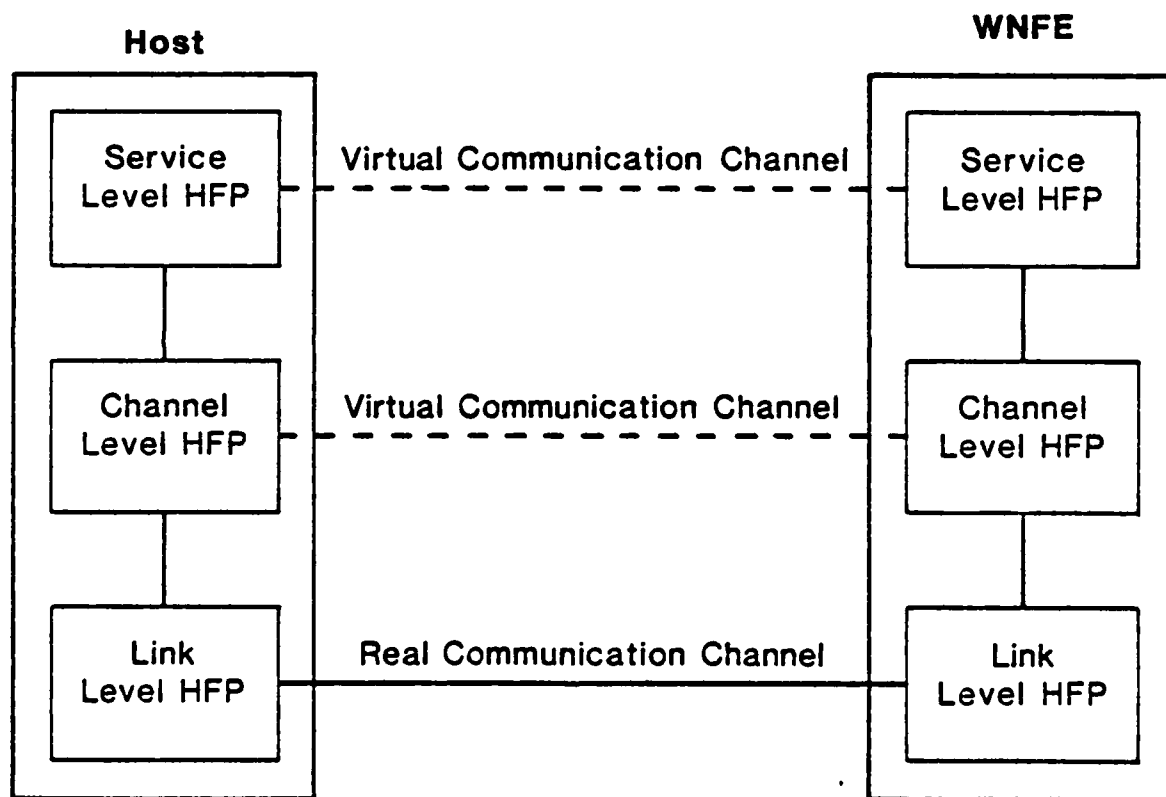 Host
WNFE
Service
Level HFP
Virtual Communication Channel
Service
Level HFP
Channel
Level HFP
Virtual Communication Channel
Channel
Level HFP
Link
Level HFP
Real Communication Channel
Link
Level HFP